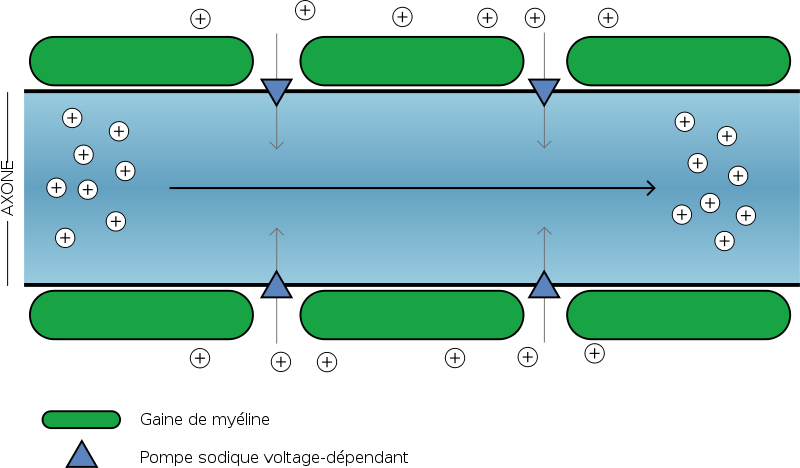 AXONE
Gaine de myéline
Pompe sodique voltage-dépendant